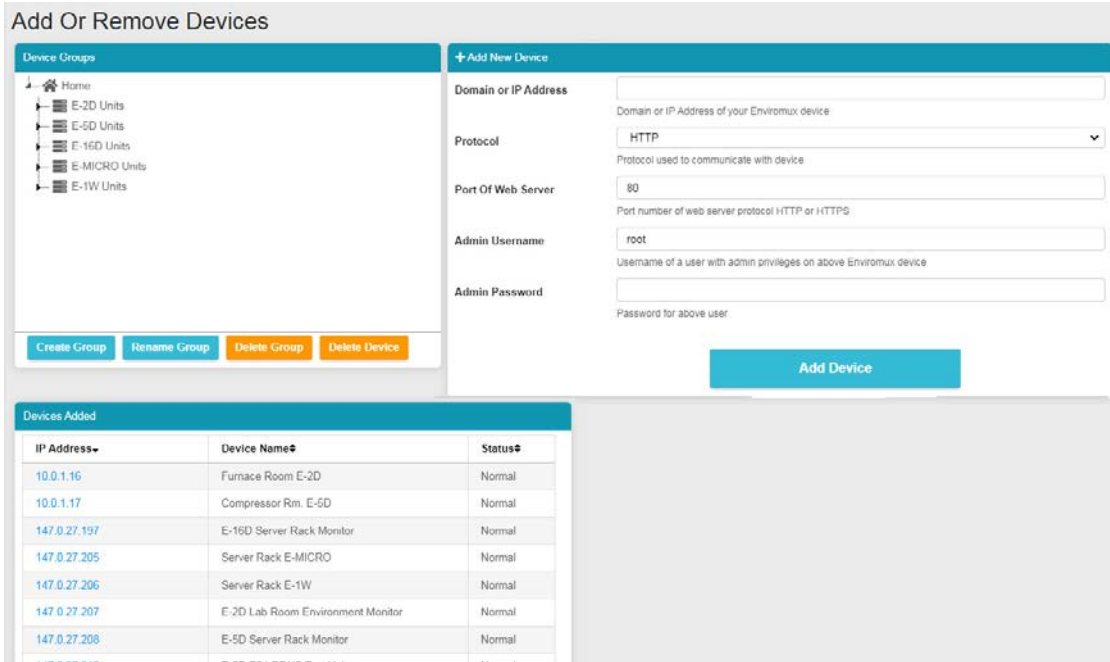 Add Or Remove Devices
Device Groups
Home
E-2D Units
E-5D Units
E-16D Units
E-MICRO Units
E-1W Units
Create Group Rename Group Delete Group Delete Device
+Add New Device
Domain or IP Address
Domain or IP Address of your Enviromux device
Protocol HTTP
Protocol used to communicate with device
Port Of Web Server 80
Port number of web server protocol HTTP or HTTPS
Admin Username root
Username of a user with admin privileges on above Enviromux device
Admin Password
Password for above user
Add Device
Devices Added
IP Address Device Name Status
10.0.1.16 Furnace Room E-2D Normal
10.0.1.17 Compressor Rm. E-5D Normal
147.0.27.197 E-16D Server Rack Monitor Normal
147.0.27.205 Server Rack E-MICRO Normal
147.0.27.206 Server Rack E-1W Normal
147.0.27.207 E-2D Lab Room Environment Monitor Normal
147.0.27.208 E-5D Server Rack Monitor Normal